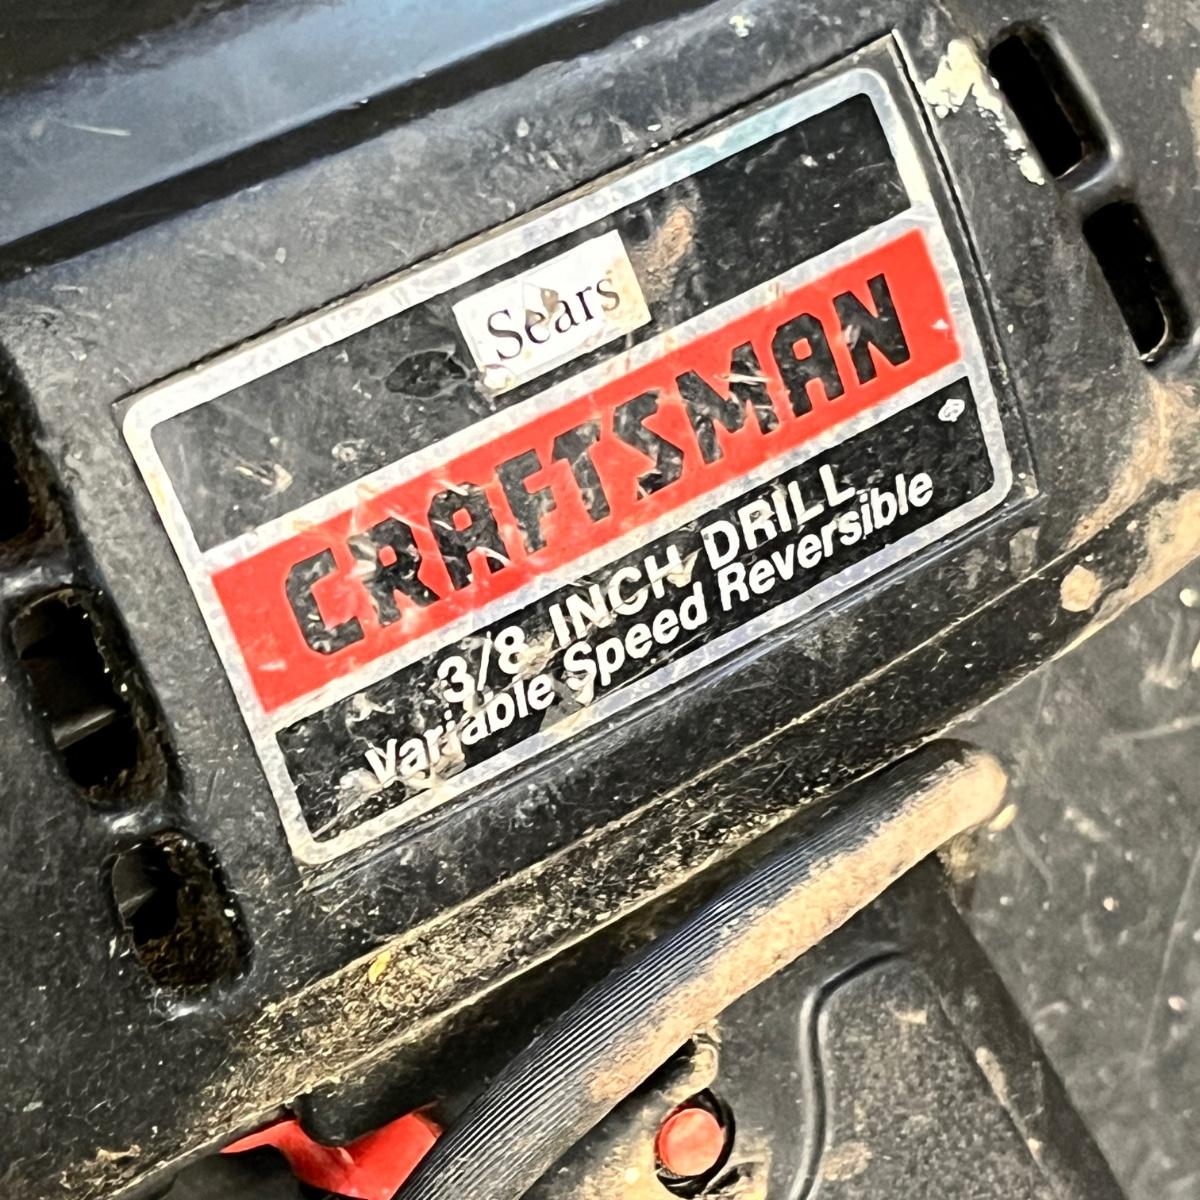 Sears
CRAFTSMAN
3/8 INCH DRILL
Variable Speed Reversible